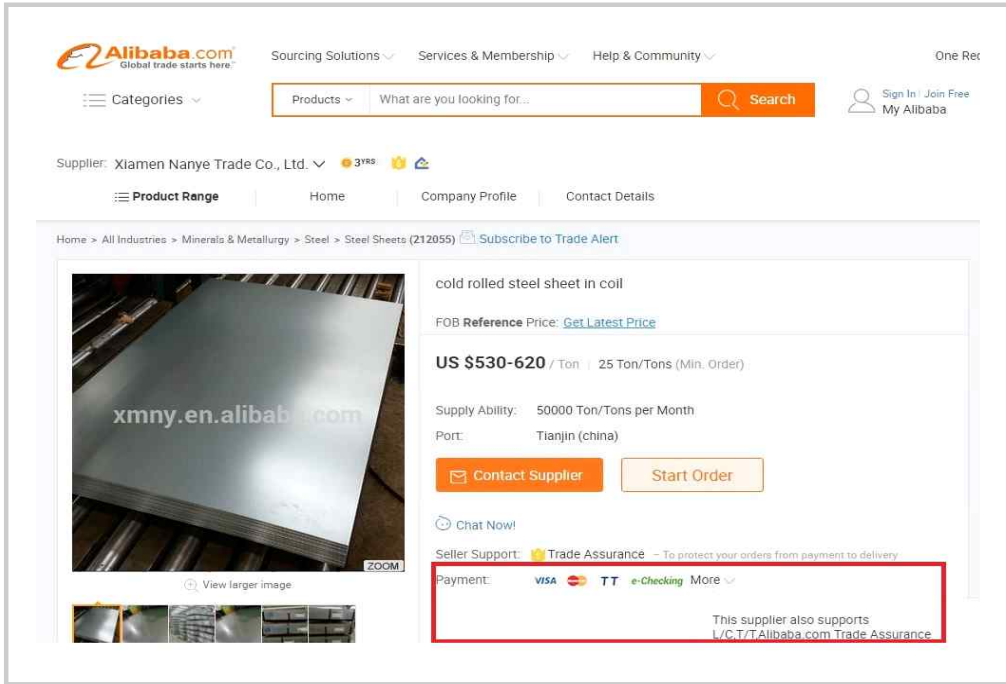 Alibaba.com
Global trade starts here.™
Sourcing Solutions
Services & Membership
Help & Community
One Req
Categories
Products
What are you looking for...
Search
Sign In | Join Free
My Alibaba
Supplier: Xiamen Nanye Trade Co., Ltd.
3YRS
Product Range
Home
Company Profile
Contact Details
Home > All Industries > Minerals & Metallurgy > Steel > Steel Sheets (212055)
Subscribe to Trade Alert
xmny.en.alibaba.com
ZOOM
View larger image
cold rolled steel sheet in coil
FOB Reference Price: Get Latest Price
US $530-620 / Ton | 25 Ton/Tons (Min. Order)
Supply Ability: 50000 Ton/Tons per Month
Port: Tianjin (china)
Contact Supplier
Start Order
Chat Now!
Seller Support: Trade Assurance – To protect your orders from payment to delivery
Payment: VISA TT e-Checking More
This supplier also supports
L/C,T/T,Alibaba.com Trade Assurance